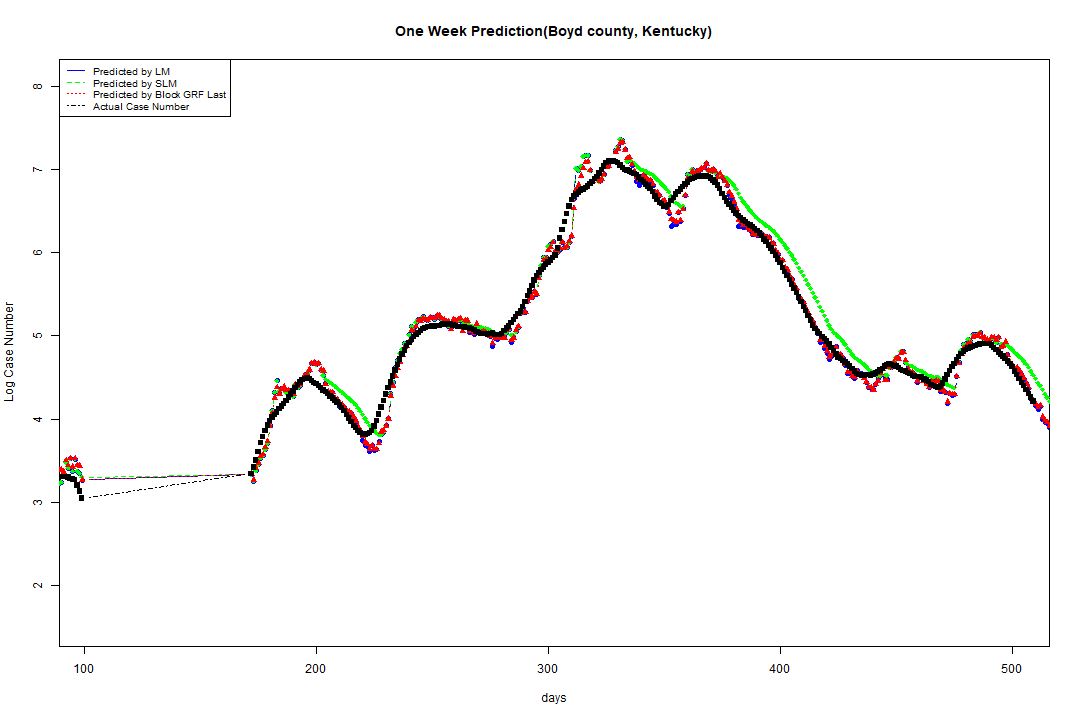 One Week Prediction(Boyd county, Kentucky)
Predicted by LM
Predicted by SLM
Predicted by Block GRF Last
Actual Case Number
8
7
6
5
4
3
2
Log Case Number
100 200 300 400 500
days